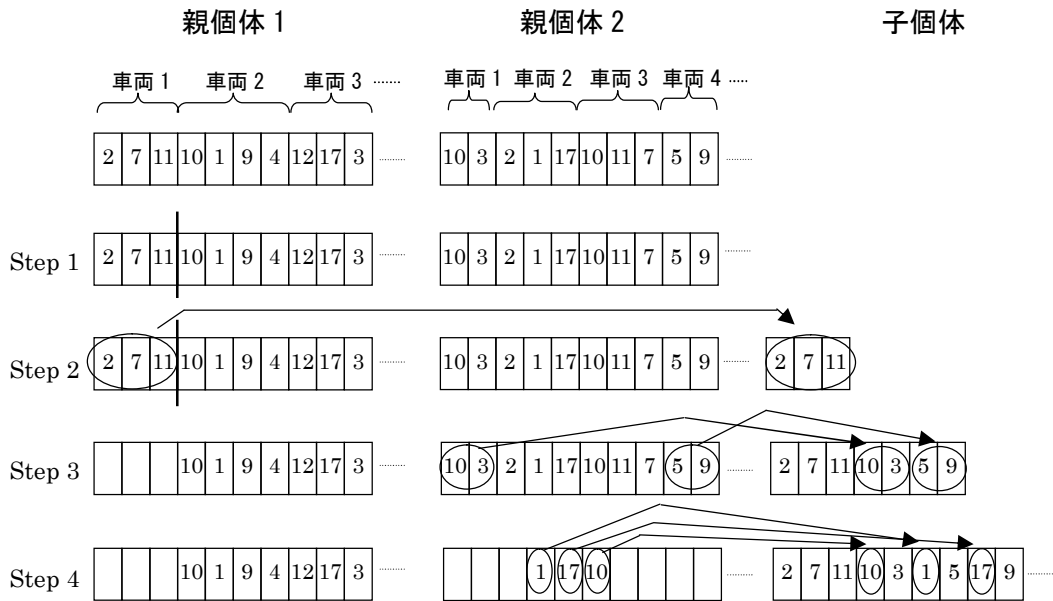 親個体 1 親個体 2 子個体
車両 1 車両 2 車両 3 ……. 車両 1 車両 2 車両 3 車両 4 …..
2 7 11 10 1 9 4 12 17 3 ......... 10 3 2 1 17 10 11 7 5 9 .........
Step 1 2 7 11 10 1 9 4 12 17 3 ......... 10 3 2 1 17 10 11 7 5 9 .........
Step 2 2 7 11 10 1 9 4 12 17 3 ......... 10 3 2 1 17 10 11 7 5 9 ......... 2 7 11
Step 3 10 1 9 4 12 17 3 ......... 10 3 2 1 17 10 11 7 5 9 ......... 2 7 11 10 3 5 9
Step 4 10 1 9 4 12 17 3 ......... 1 17 10 ......... 2 7 11 10 3 1 5 17 9 .........